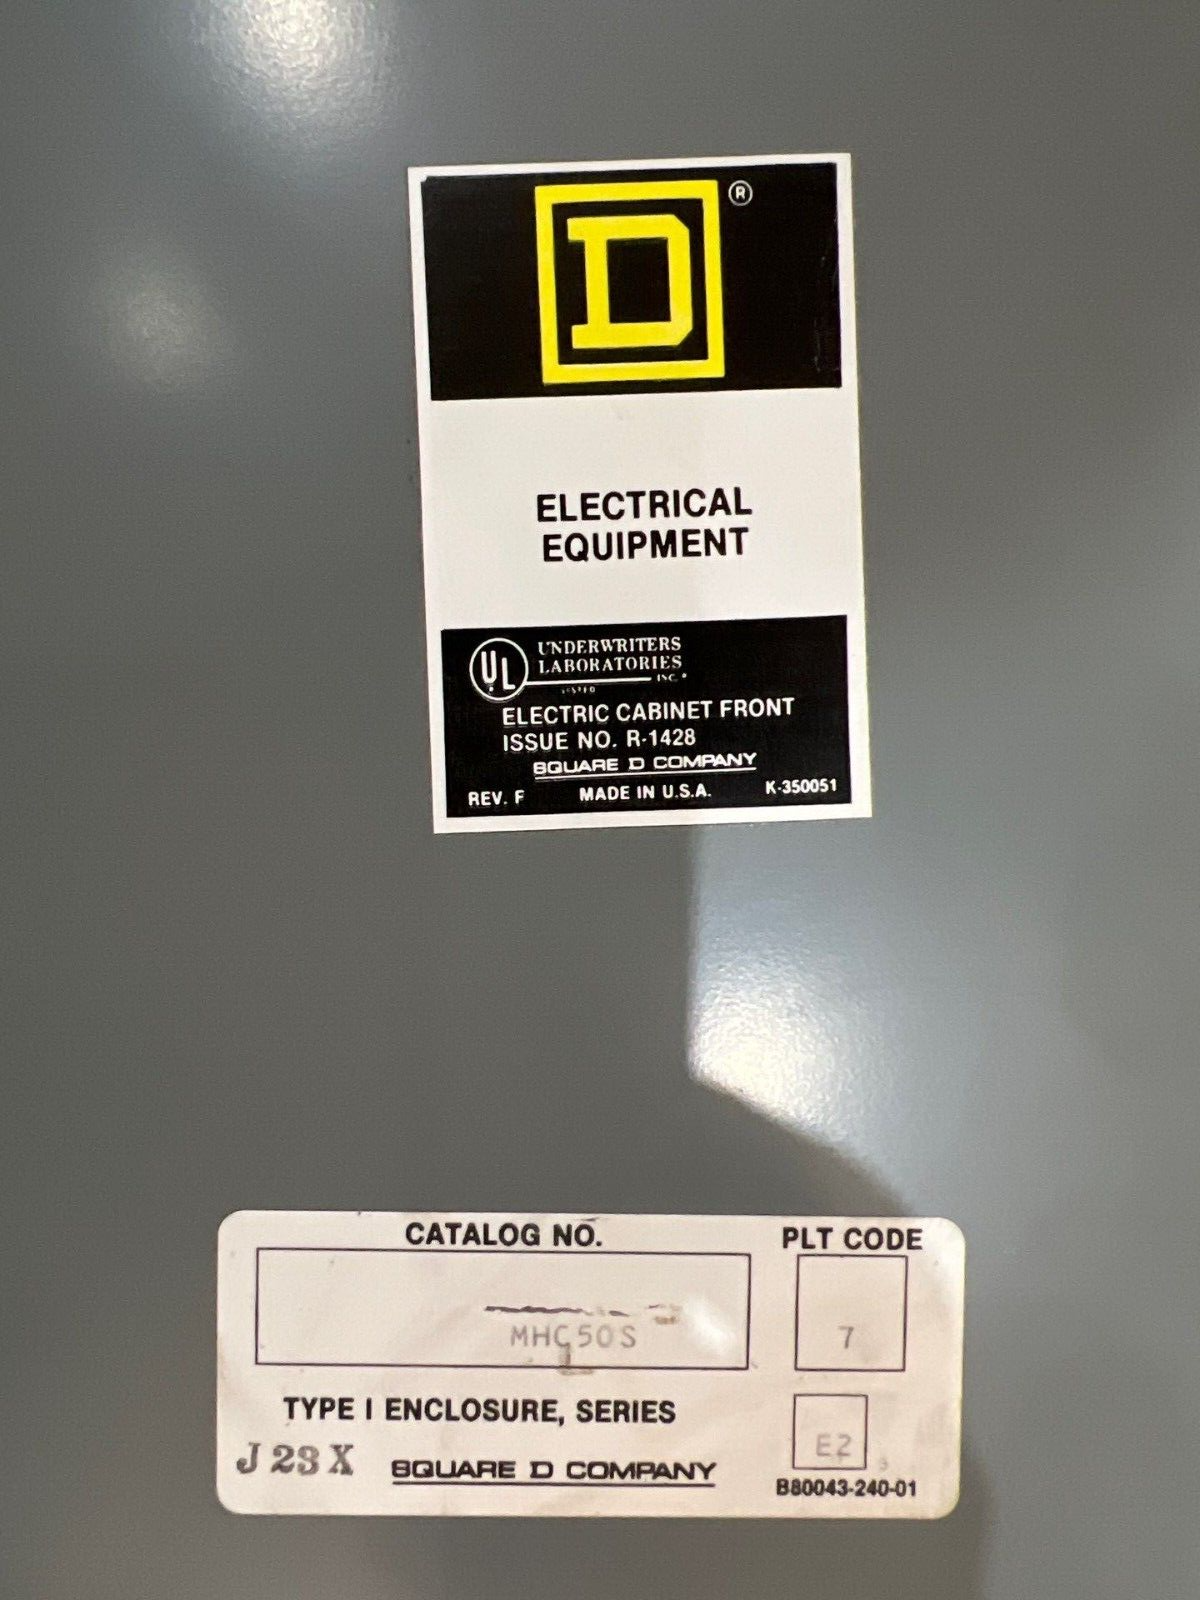 D ®
ELECTRICAL
EQUIPMENT
UL UNDERWRITERS
LABORATORIES
INC.®
LISTED
ELECTRIC CABINET FRONT
ISSUE NO. R-1428
SQUARE D COMPANY
REV. F MADE IN U.S.A. K-350051
CATALOG NO. PLT CODE
MHC50S 7
TYPE I ENCLOSURE, SERIES
E2
J 23 X SQUARE D COMPANY
B80043-240-01